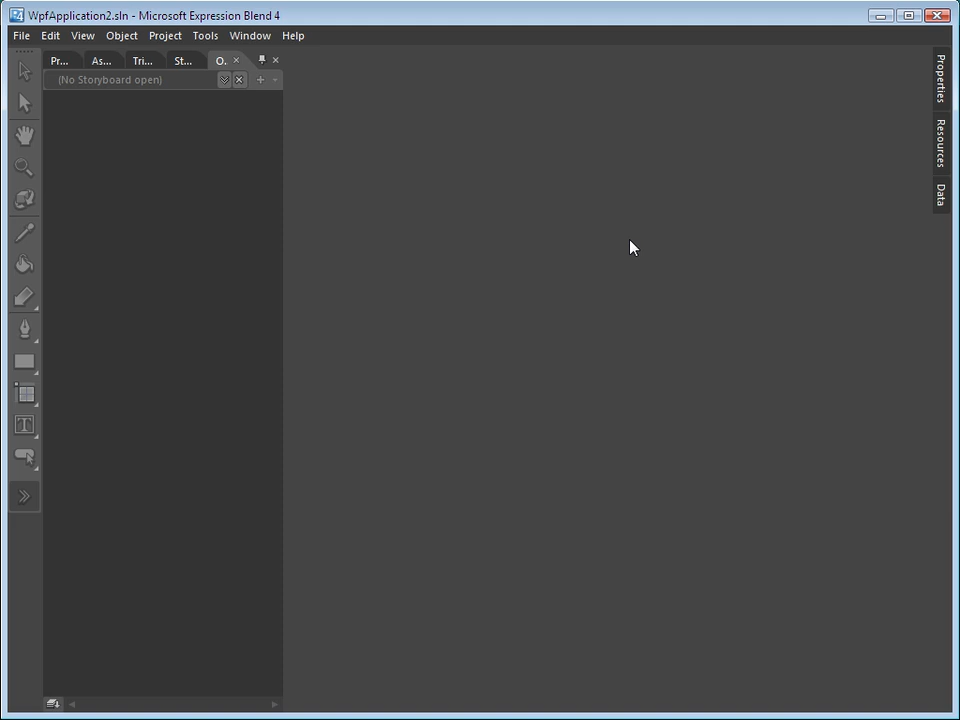 WpfApplication2.sln - Microsoft Expression Blend 4
File Edit View Object Project Tools Window Help
Pr... As... Tri... St... O.
(No Storyboard open)
Properties
Resources
Data